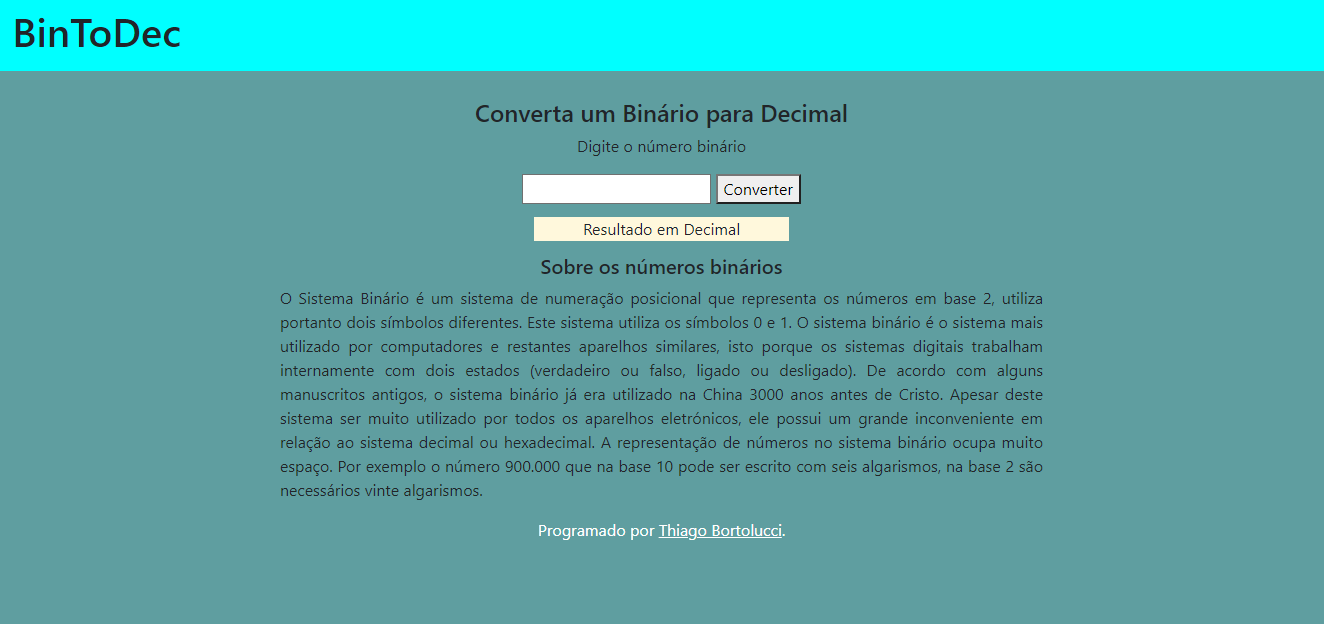 BinToDec
Converta um Binário para Decimal
Digite o número binário
Converter
Resultado em Decimal
Sobre os números binários
O Sistema Binário é um sistema de numeração posicional que representa os números em base 2, utiliza
portanto dois símbolos diferentes. Este sistema utiliza os símbolos 0 e 1. O sistema binário é o sistema mais
utilizado por computadores e restantes aparelhos similares, isto porque os sistemas digitais trabalham
internamente com dois estados (verdadeiro ou falso, ligado ou desligado). De acordo com alguns
manuscritos antigos, o sistema binário já era utilizado na China 3000 anos antes de Cristo. Apesar deste
sistema ser muito utilizado por todos os aparelhos eletrónicos, ele possui um grande inconveniente em
relação ao sistema decimal ou hexadecimal. A representação de números no sistema binário ocupa muito
espaço. Por exemplo o número 900.000 que na base 10 pode ser escrito com seis algarismos, na base 2 são
necessários vinte algarismos.
Programado por Thiago Bortolucci.